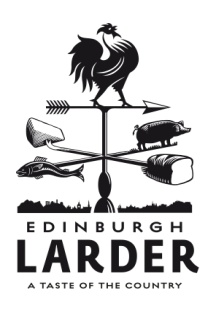 EDINBURGH
LARDER
A TASTE OF THE COUNTRY